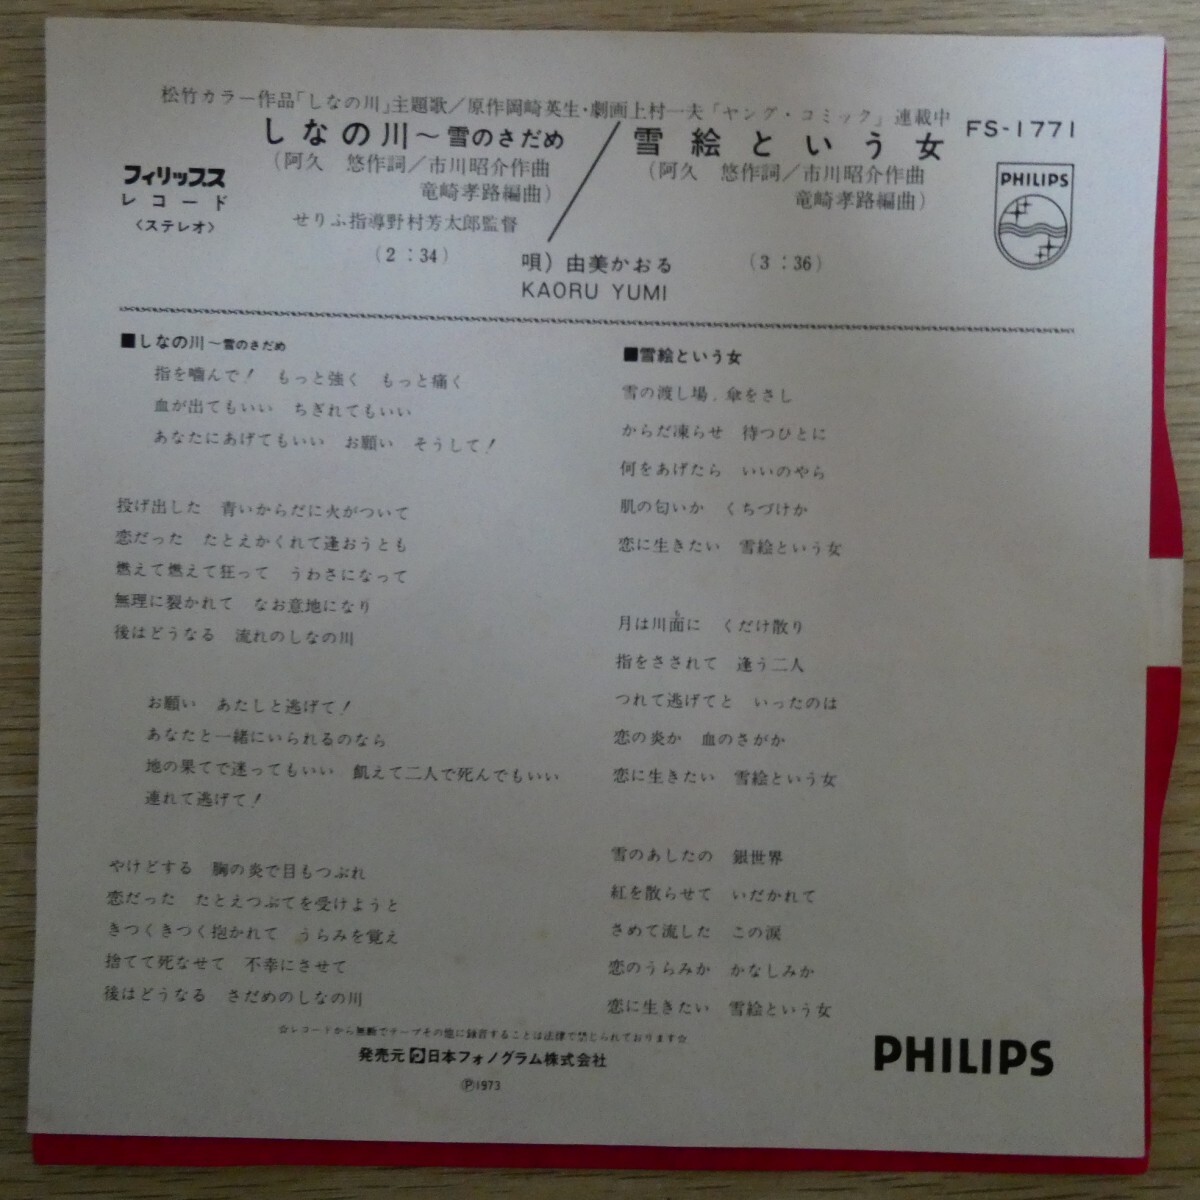 松竹カラー作品「しなの川」主題歌／原作岡崎英生・劇画上村一夫「ヤング・コミック」連載中
しなの川～雪のさだめ
（阿久 悠作詞／市川昭介作曲
竜崎孝路編曲）
せりふ指導野村芳太郎監督
（2：34）
雪絵という女
（阿久 悠作詞／市川昭介作曲
竜崎孝路編曲）
（3：36）
FS-1771
フィリップス
レコード
〈ステレオ〉
PHILIPS
唄）由美かおる
KAORU YUMI
■しなの川～雪のさだめ
指を噛んで！ もっと強く もっと痛く
血が出てもいい ちぎれてもいい
あなたにあげてもいい お願い そうして！
投げ出した 青いからだに火がついて
恋だった たとえかくれて逢おうとも
燃えて燃えて狂って うわさになって
無理に裂かれて なお意地になり
後はどうなる 流れのしなの川
お願い あたしと逃げて！
あなたと一緒にいられるのなら
地の果てで迷ってもいい 飢えて二人で死んでもいい
連れて逃げて！
やけどする 胸の炎で目もつぶれ
恋だった たとえつぶてを受けようと
きつくきつく抱かれて うらみを覚え
捨てて死なせて 不幸にさせて
後はどうなる さだめのしなの川
■雪絵という女
雪の渡し場、傘をさし
からだ凍らせ 待つひとに
何をあげたら いいのやら
肌の匂いか くちづけか
恋に生きたい 雪絵という女
月は川面に くだけ散り
指をさされて 逢う二人
つれて逃げてと いったのは
恋の炎か 血のさがか
恋に生きたい 雪絵という女
雪のあしたの 銀世界
紅を散らせて いだかれて
さめて流した この涙
恋のうらみか かなしみか
恋に生きたい 雪絵という女
☆レコードから無断でテープその他に録音することは法律で禁じられております☆
発売元 日本フォノグラム株式会社
Ⓟ1973
PHILIPS